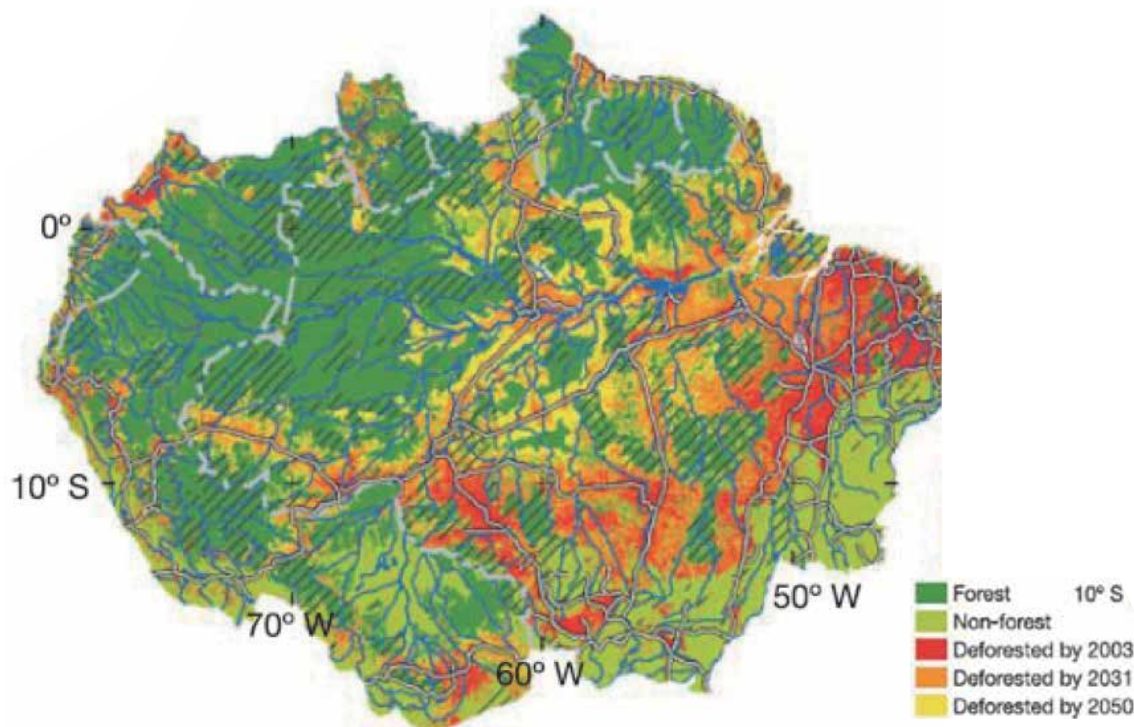 0º
10º S
70º W
60º W
50º W
Forest 10º S
Non-forest
Deforested by 2003
Deforested by 2031
Deforested by 2050